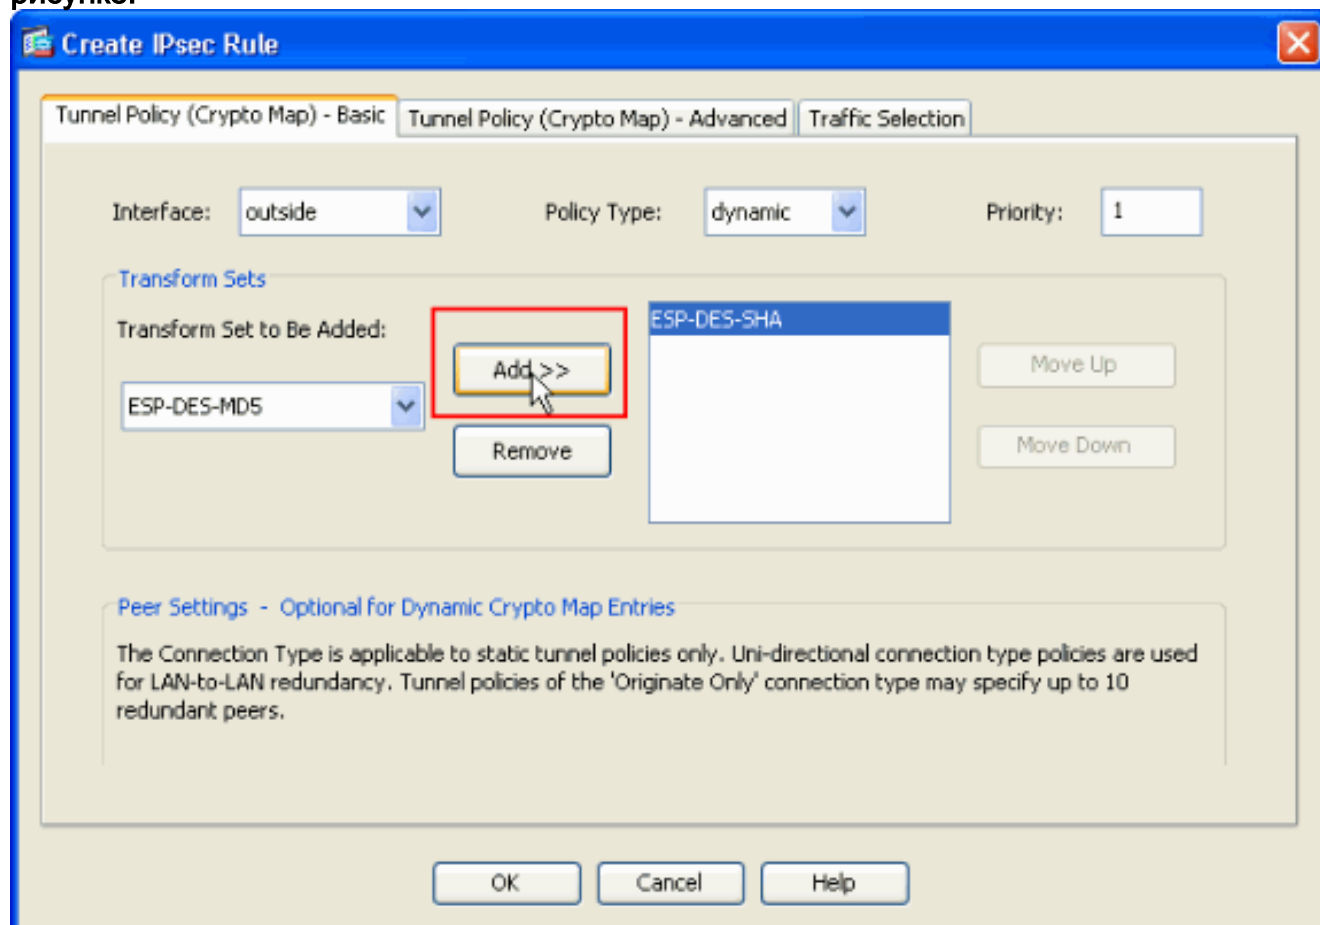 рисунке.
Create IPsec Rule
Tunnel Policy (Crypto Map) - Basic Tunnel Policy (Crypto Map) - Advanced Traffic Selection
Interface: outside Policy Type: dynamic Priority: 1
Transform Sets
Transform Set to Be Added:
ESP-DES-SHA
Add >>
Move Up
ESP-DES-MD5
Remove
Move Down
Peer Settings - Optional for Dynamic Crypto Map Entries
The Connection Type is applicable to static tunnel policies only. Uni-directional connection type policies are used
for LAN-to-LAN redundancy. Tunnel policies of the 'Originate Only' connection type may specify up to 10
redundant peers.
OK Cancel Help